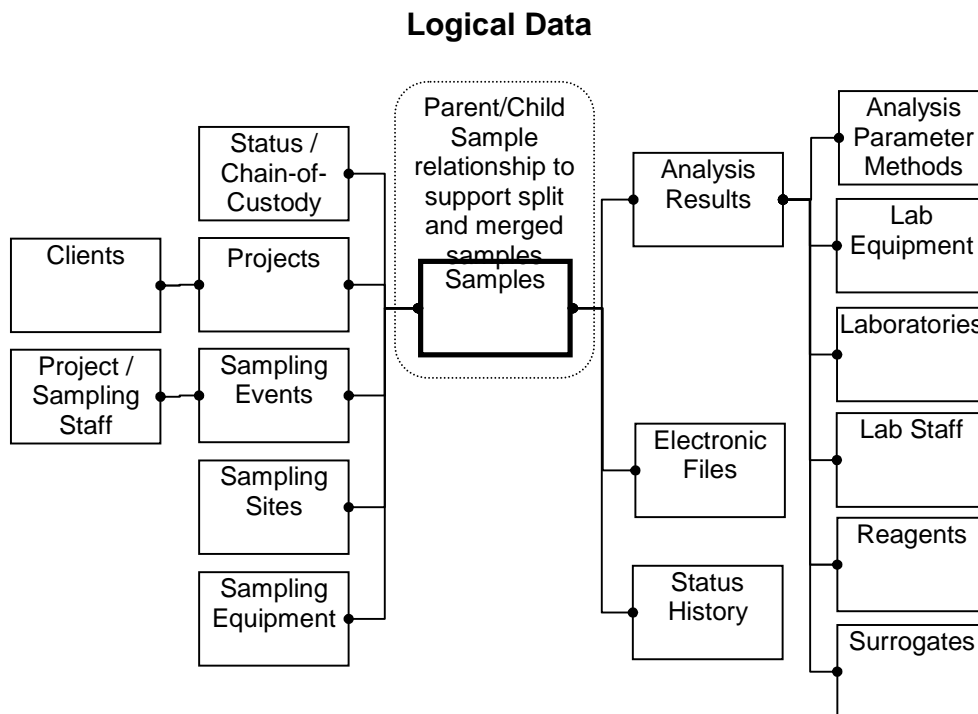 Logical Data
Parent/Child
Sample
relationship to
support split
and merged
samples
Samples
Status /
Chain-of-
Custody
Clients
Projects
Project /
Sampling
Staff
Sampling
Events
Sampling
Sites
Sampling
Equipment
Analysis
Results
Electronic
Files
Status
History
Analysis
Parameter
Methods
Lab
Equipment
Laboratories
Lab Staff
Reagents
Surrogates